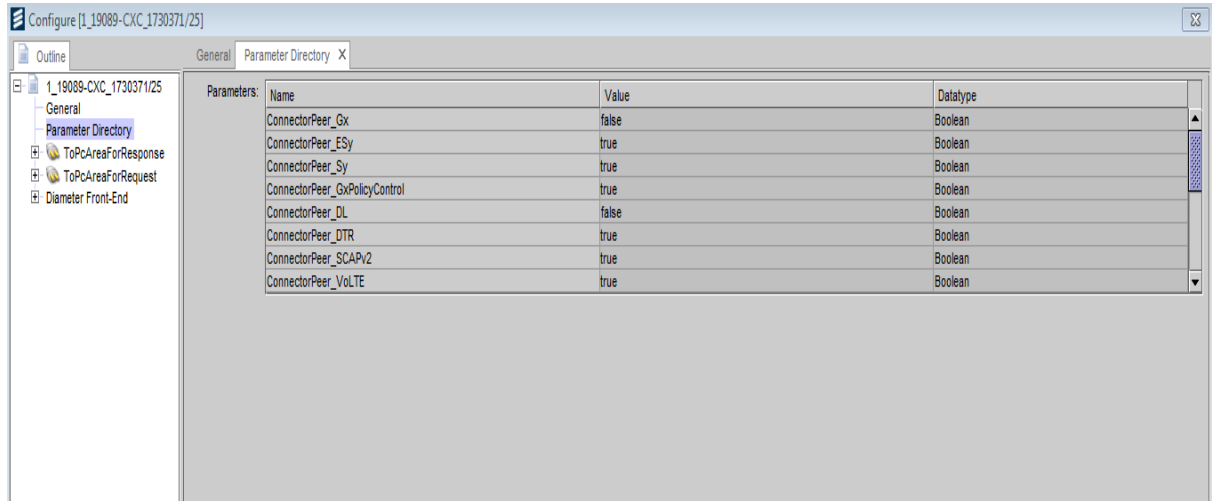 Configure [1_19089-CXC_1730371/25]
Outline
General Parameter Directory X
1_19089-CXC_1730371/25
General
Parameter Directory
ToPcAreaForResponse
ToPcAreaForRequest
Diameter Front-End
Parameters:
Name Value Datatype
ConnectorPeer_Gx false Boolean
ConnectorPeer_ESy true Boolean
ConnectorPeer_Sy true Boolean
ConnectorPeer_GxPolicyControl true Boolean
ConnectorPeer_DL false Boolean
ConnectorPeer_DTR true Boolean
ConnectorPeer_SCAPv2 true Boolean
ConnectorPeer_VoLTE true Boolean